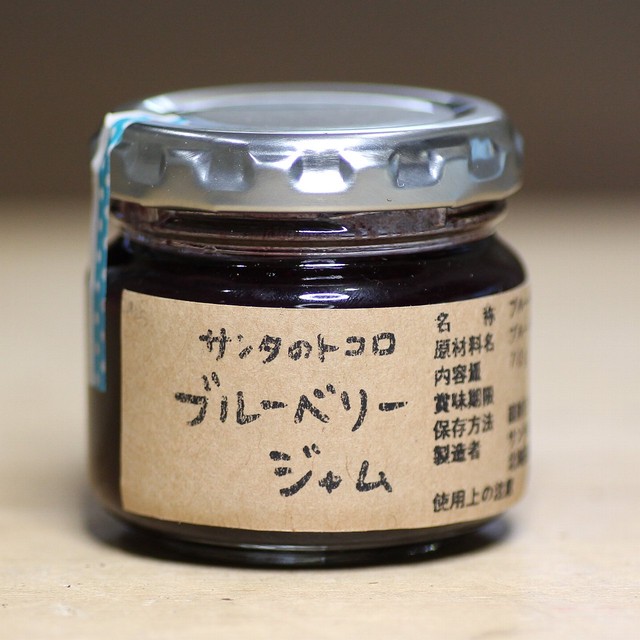 サンタのトコロ
ブルーベリー
ジャム
名称
原材料名
内容量
賞味期限
保存方法
製造者
使用上の注意